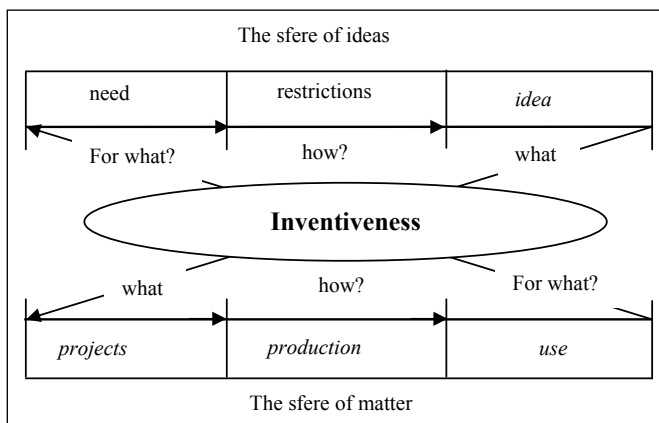 The sfere of ideas
need restrictions idea
For what? how? what
Inventiveness
what how? For what?
projects production use
The sfere of matter